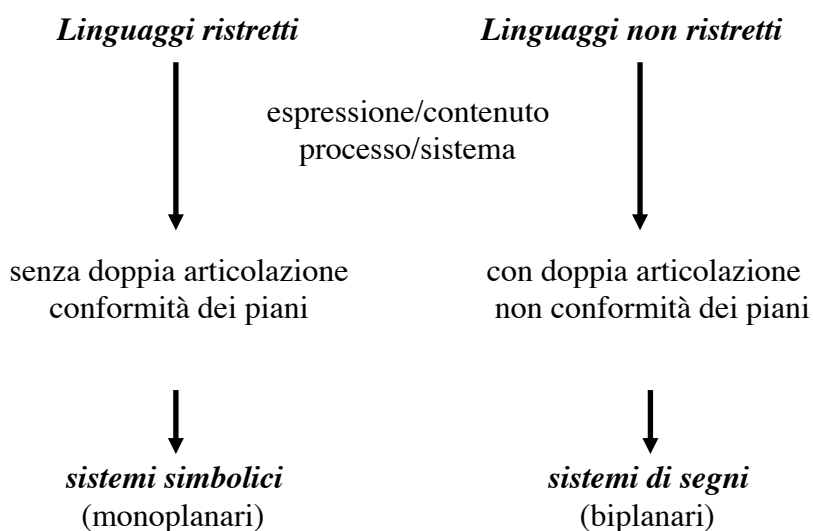 Linguaggi ristretti
Linguaggi non ristretti
espressione/contenuto
processo/sistema
senza doppia articolazione
conformità dei piani
con doppia articolazione
non conformità dei piani
sistemi simbolici
(monoplanari)
sistemi di segni
(biplanari)